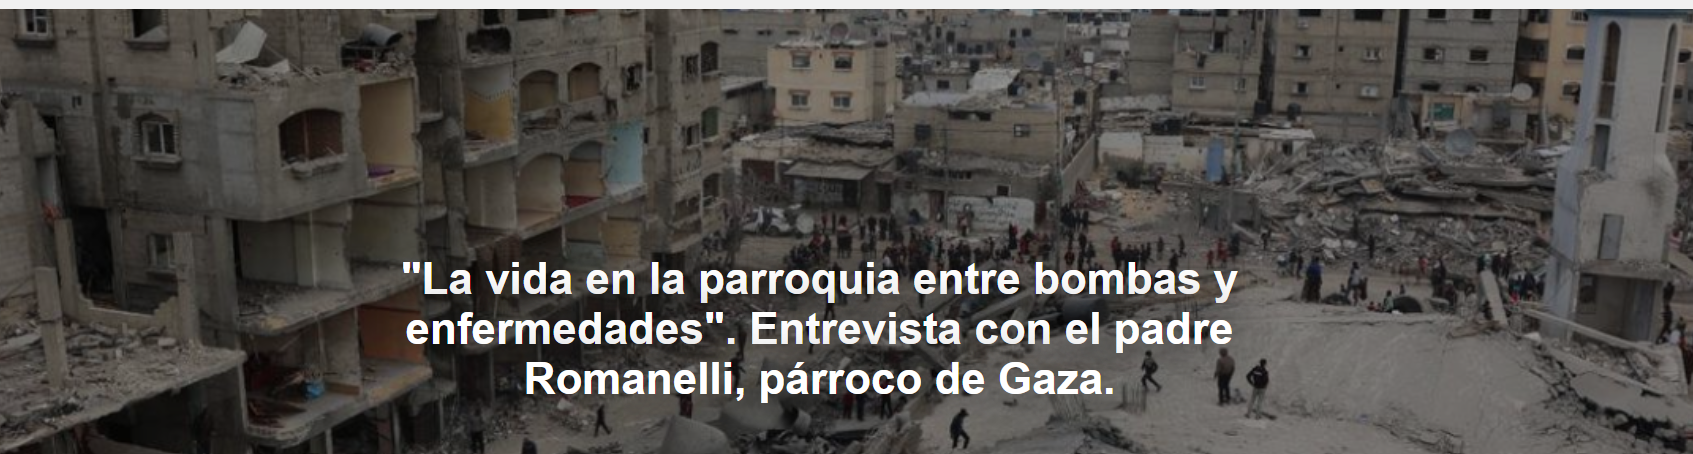 "La vida en la parroquia entre bombas y
enfermedades". Entrevista con el padre
Romanelli, párroco de Gaza.